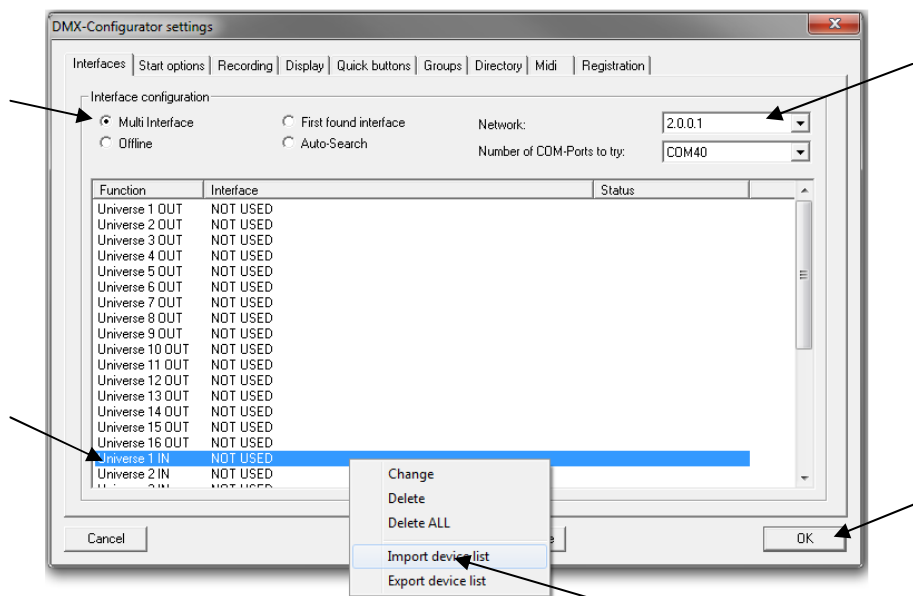 DMX-Configurator settings
Interfaces Start options Recording Display Quick buttons Groups Directory Midi Registration
Interface configuration
Multi Interface First found interface Network: 2.0.0.1
Offline Auto-Search Number of COM-Ports to try: COM40
Function Interface Status
Universe 1 OUT NOT USED
Universe 2 OUT NOT USED
Universe 3 OUT NOT USED
Universe 4 OUT NOT USED
Universe 5 OUT NOT USED
Universe 6 OUT NOT USED
Universe 7 OUT NOT USED
Universe 8 OUT NOT USED
Universe 9 OUT NOT USED
Universe 10 OUT NOT USED
Universe 11 OUT NOT USED
Universe 12 OUT NOT USED
Universe 13 OUT NOT USED
Universe 14 OUT NOT USED
Universe 15 OUT NOT USED
Universe 16 OUT NOT USED
Universe 1 IN NOT USED
Universe 2 IN NOT USED
Change
Delete
Delete ALL
Import device list
Export device list
Cancel OK